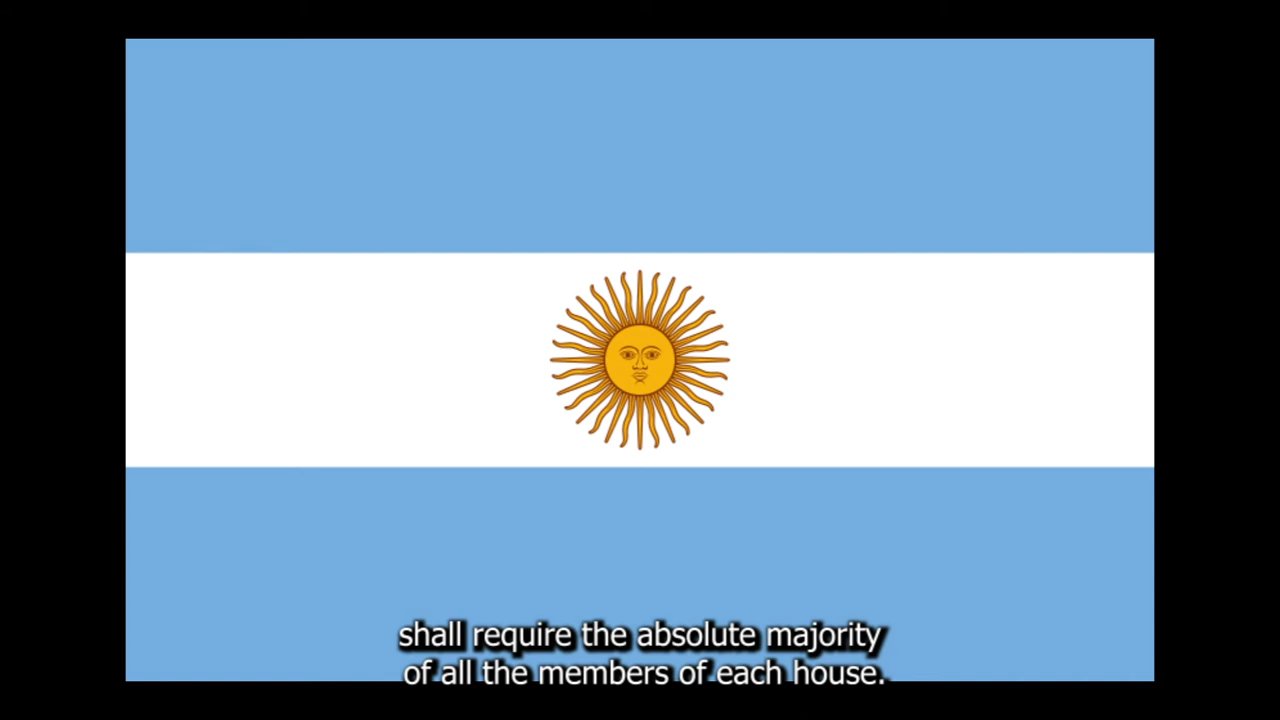 shall require the absolute majority
of all the members of each house.